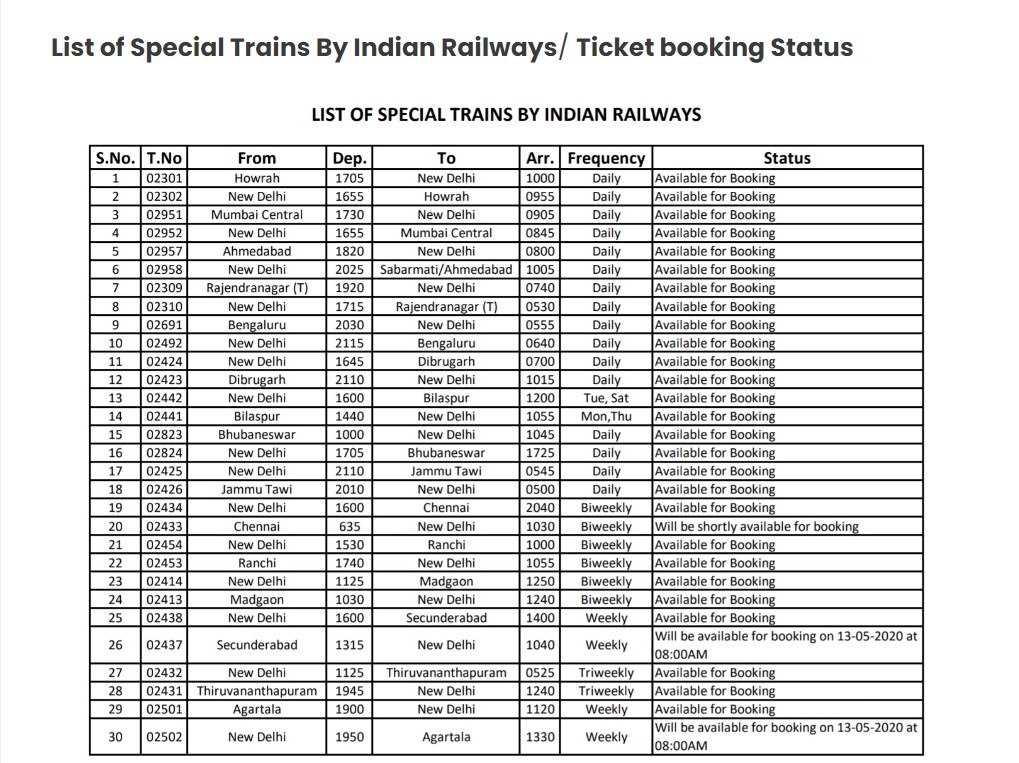 List of Special Trains By Indian Railways/ Ticket booking Status
LIST OF SPECIAL TRAINS BY INDIAN RAILWAYS
S.No. T.No From Dep. To Arr. Frequency Status
1 02301 Howrah 1705 New Delhi 1000 Daily Available for Booking
2 02302 New Delhi 1655 Howrah 0955 Daily Available for Booking
3 02951 Mumbai Central 1730 New Delhi 0905 Daily Available for Booking
4 02952 New Delhi 1655 Mumbai Central 0845 Daily Available for Booking
5 02957 Ahmedabad 1820 New Delhi 0800 Daily Available for Booking
6 02958 New Delhi 2025 Sabarmati/Ahmedabad 1005 Daily Available for Booking
7 02309 Rajendranagar (T) 1920 New Delhi 0740 Daily Available for Booking
8 02310 New Delhi 1715 Rajendranagar (T) 0530 Daily Available for Booking
9 02691 Bengaluru 2030 New Delhi 0555 Daily Available for Booking
10 02492 New Delhi 2115 Bengaluru 0640 Daily Available for Booking
11 02424 New Delhi 1645 Dibrugarh 0700 Daily Available for Booking
12 02423 Dibrugarh 2110 New Delhi 1015 Daily Available for Booking
13 02442 New Delhi 1600 Bilaspur 1200 Tue, Sat Available for Booking
14 02441 Bilaspur 1440 New Delhi 1055 Mon,Thu Available for Booking
15 02823 Bhubaneswar 1000 New Delhi 1045 Daily Available for Booking
16 02824 New Delhi 1705 Bhubaneswar 1725 Daily Available for Booking
17 02425 New Delhi 2110 Jammu Tawi 0545 Daily Available for Booking
18 02426 Jammu Tawi 2010 New Delhi 0500 Daily Available for Booking
19 02434 New Delhi 1600 Chennai 2040 Biweekly Available for Booking
20 02433 Chennai 635 New Delhi 1030 Biweekly Will be shortly available for booking
21 02454 New Delhi 1530 Ranchi 1000 Biweekly Available for Booking
22 02453 Ranchi 1740 New Delhi 1055 Biweekly Available for Booking
23 02414 New Delhi 1125 Madgaon 1250 Biweekly Available for Booking
24 02413 Madgaon 1030 New Delhi 1240 Biweekly Available for Booking
25 02438 New Delhi 1600 Secunderabad 1400 Weekly Available for Booking
26 02437 Secunderabad 1315 New Delhi 1040 Weekly Will be available for booking on 13-05-2020 at
08:00AM
27 02432 New Delhi 1125 Thiruvananthapuram 0525 Triweekly Available for Booking
28 02431 Thiruvananthapuram 1945 New Delhi 1240 Triweekly Available for Booking
29 02501 Agartala 1900 New Delhi 1120 Weekly Available for Booking
30 02502 New Delhi 1950 Agartala 1330 Weekly Will be available for booking on 13-05-2020 at
08:00AM